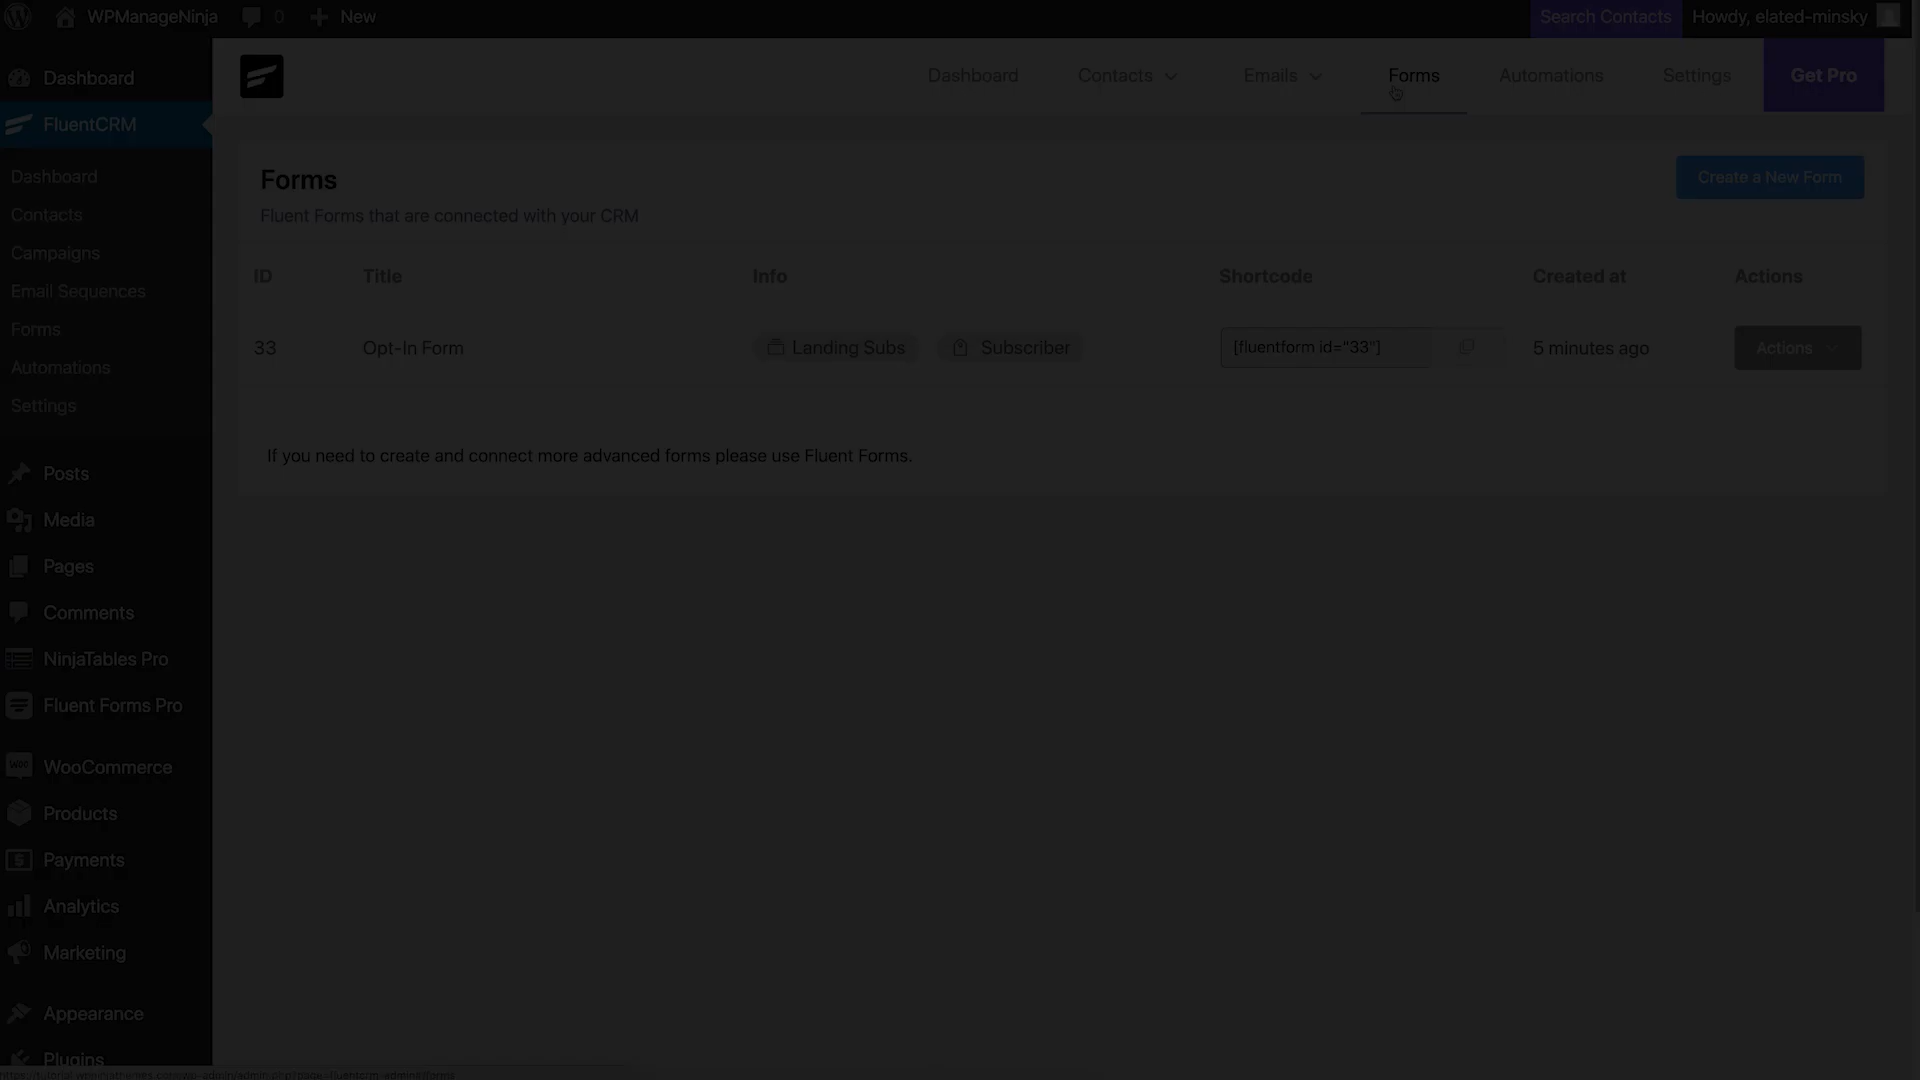 WPManageNinja 0 New Search Contacts Howdy, elated-minsky
Dashboard
FluentCRM
Dashboard
Contacts
Campaigns
Email Sequences
Forms
Automations
Settings
Posts
Media
Pages
Comments
NinjaTables Pro
Fluent Forms Pro
WooCommerce
Products
Payments
Analytics
Marketing
Appearance
Plugins
Dashboard Contacts Emails Forms Automations Settings Get Pro
Forms
Create a New Form
Fluent Forms that are connected with your CRM
ID Title Info Shortcode Created at Actions
33 Opt-In Form Landing Subs Subscriber [fluentform id="33"] 5 minutes ago Actions
If you need to create and connect more advanced forms please use Fluent Forms.